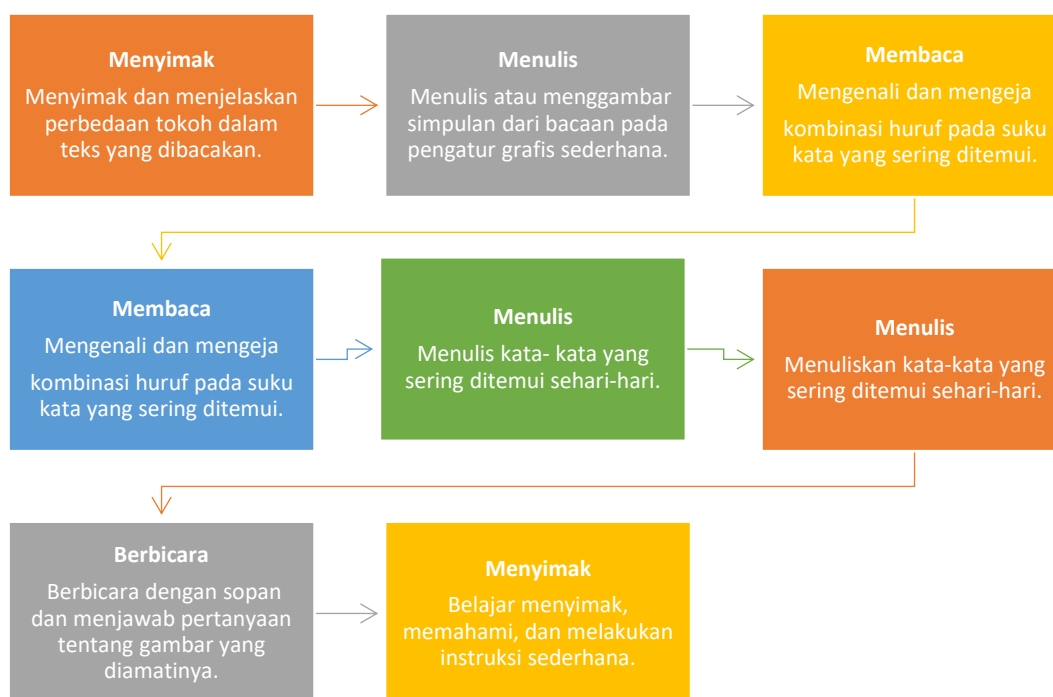 Menyimak
Menyimak dan menjelaskan
perbedaan tokoh dalam
teks yang dibacakan.
Menulis
Menulis atau menggambar
simpulan dari bacaan pada
pengatur grafis sederhana.
Membaca
Mengenali dan mengeja
kombinasi huruf pada suku
kata yang sering ditemui.
Membaca
Mengenali dan mengeja
kombinasi huruf pada suku
kata yang sering ditemui.
Menulis
Menulis kata- kata yang
sering ditemui sehari-hari.
Menulis
Menuliskan kata-kata yang
sering ditemui sehari-hari.
Berbicara
Berbicara dengan sopan
dan menjawab pertanyaan
tentang gambar yang
diamatinya.
Menyimak
Belajar menyimak,
memahami, dan melakukan
instruksi sederhana.